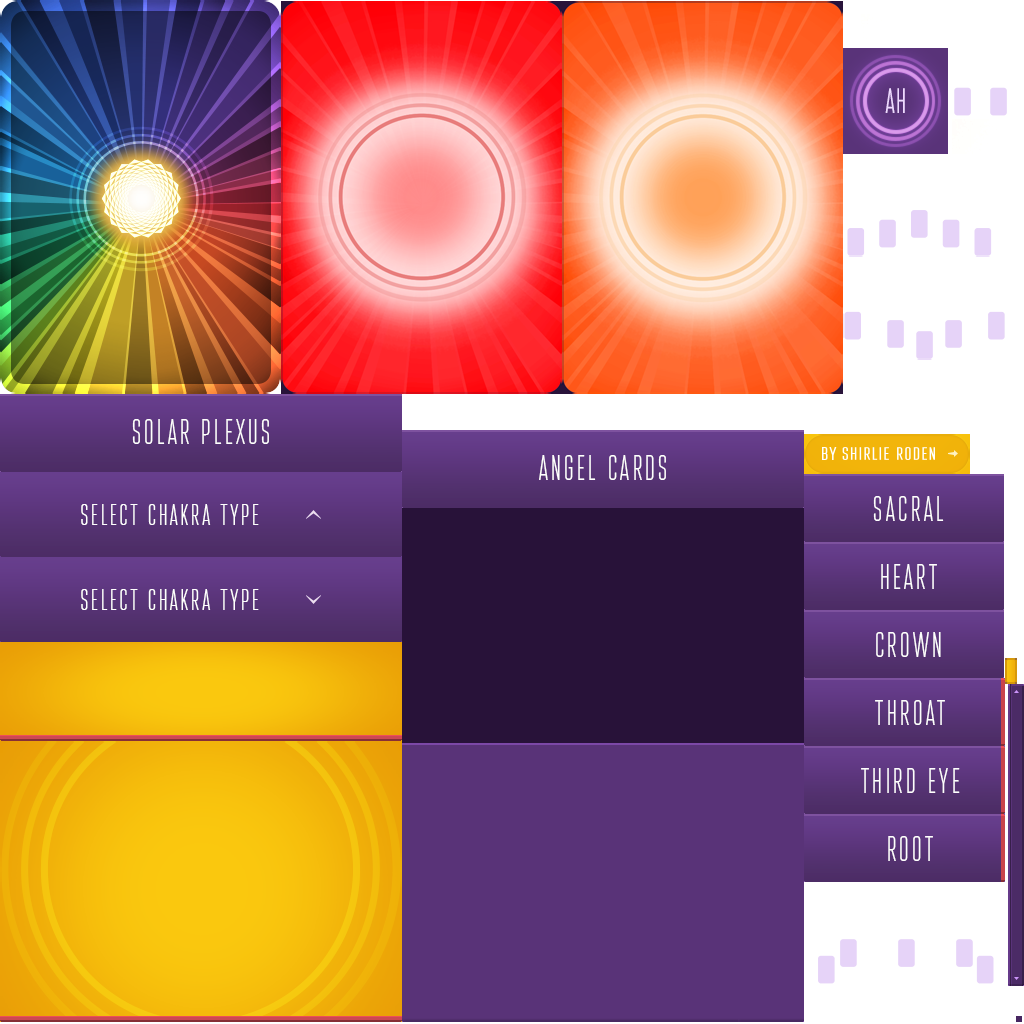 AH
SOLAR PLEXUS
SELECT CHAKRA TYPE
SELECT CHAKRA TYPE
ANGEL CARDS
BY SHIRLIE RODEN →
SACRAL
HEART
CROWN
THROAT
THIRD EYE
ROOT